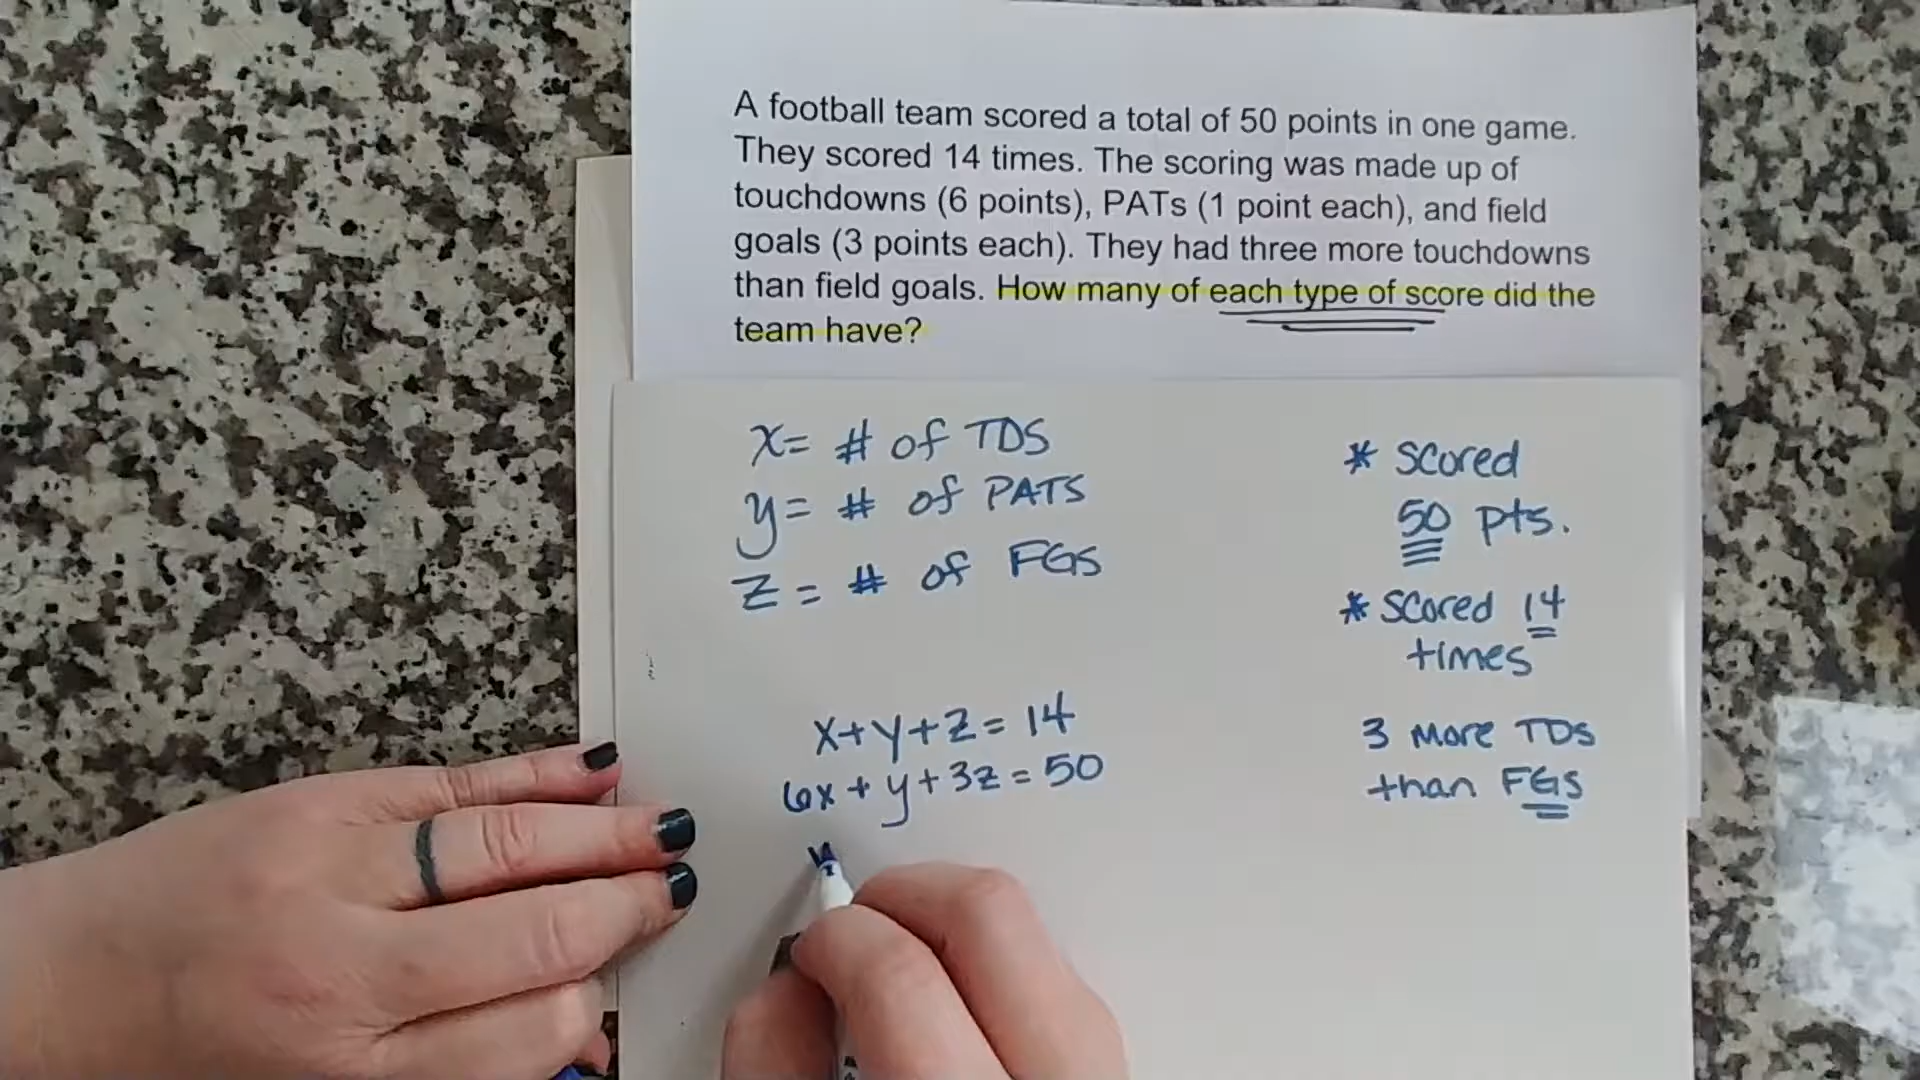 A football team scored a total of 50 points in one game.
They scored 14 times. The scoring was made up of
touchdowns (6 points), PATs (1 point each), and field
goals (3 points each). They had three more touchdowns
than field goals. How many of each type of score did the
team have?
x = # of TDS
y = # of PATS
z = # of FGS
* Scored
50 pts.
* Scored 14
times
3 More TDS
than FGS
x+y+z = 14
6x + y + 3z = 50